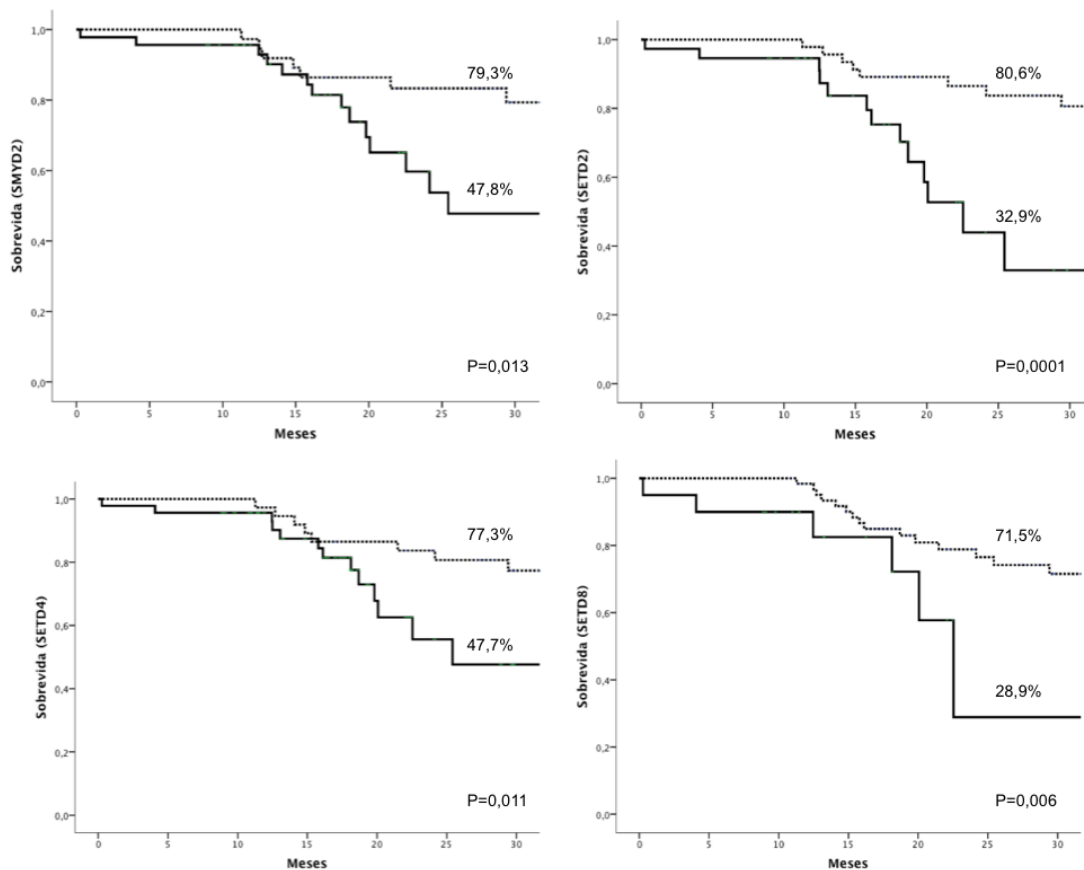 Sobrevida (SMYD2)
1,0
0,8
0,6
0,4
0,2
0,0
79,3%
47,8%
P=0,013
0 5 10 15 20 25 30
Meses
Sobrevida (SETD2)
1,0
0,8
0,6
0,4
0,2
0,0
80,6%
32,9%
P=0,0001
0 5 10 15 20 25 30
Meses
Sobrevida (SETD4)
1,0
0,8
0,6
0,4
0,2
0,0
77,3%
47,7%
P=0,011
0 5 10 15 20 25 30
Meses
Sobrevida (SETD8)
1,0
0,8
0,6
0,4
0,2
0,0
71,5%
28,9%
P=0,006
0 5 10 15 20 25 30
Meses